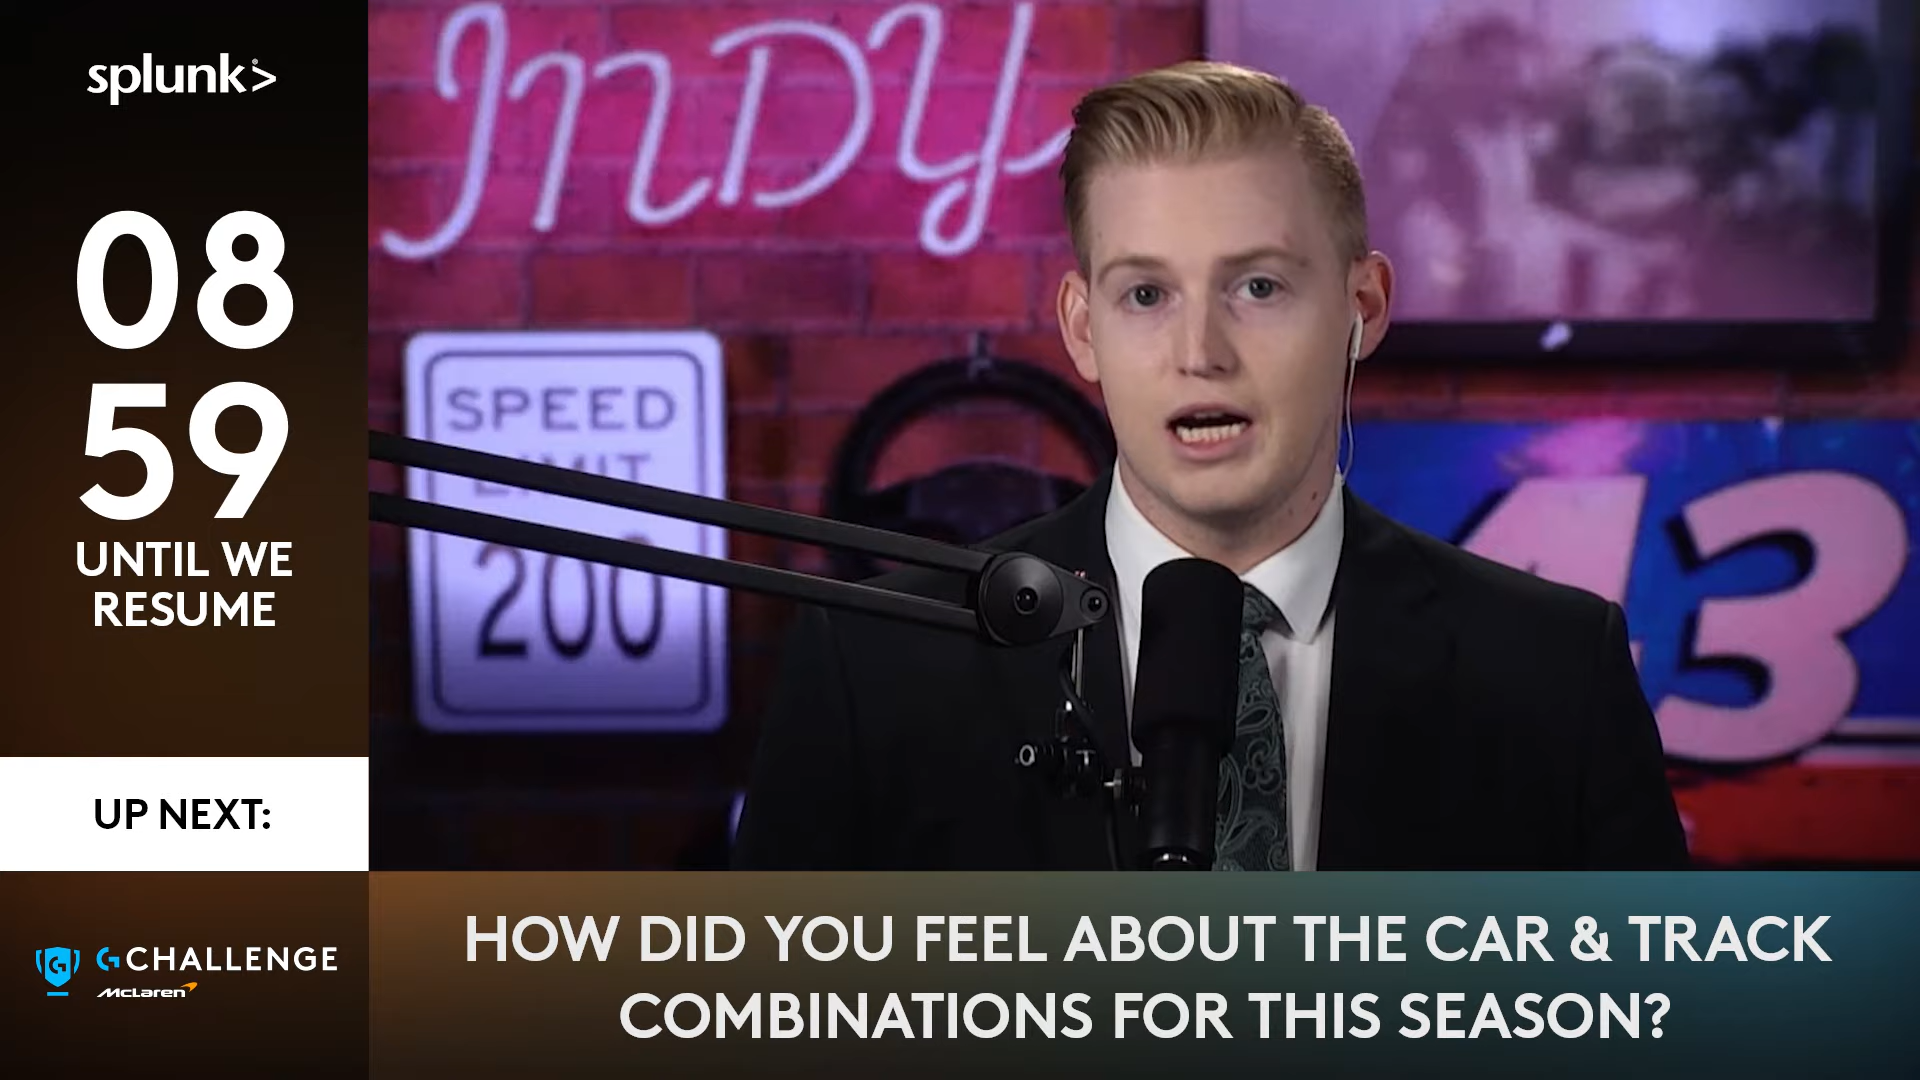 splunk>
08
59
UNTIL WE
RESUME
UP NEXT:
G CHALLENGE
McLaren
INDY
SPEED
LIMIT
200
43
HOW DID YOU FEEL ABOUT THE CAR & TRACK
COMBINATIONS FOR THIS SEASON?